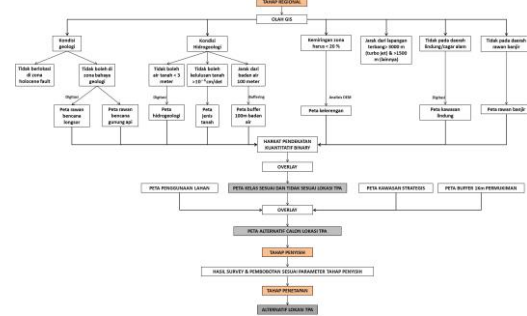 TAHAP REGIONAL
OLAH GIS
Kondisi
geologi
Kondisi
Hidrogeologi
Kemiringan zona
harus < 20 %
Jarak dari lapangan
terbang> 3000 m
(turbo jet) & >1500
m (lainnya)
Tidak pada daerah
lindung/cagar alam
Tidak pada daerah
rawan banjir
Tidak berlokasi
di zona
holocene fault
Tidak boleh di
zona bahaya
geologi
Tidak boleh
air tanah < 3
meter
Tidak boleh
kelulusan tanah
cm/det
Jarak dari
badan air
100 meter
Digitasi
Digitasi
Buffering
Analisis DEM
Digitasi
Peta rawan
bencana
longsor
Peta rawan
bencana
gunung api
Peta
hidrogeologi
Peta
jenis
tanah
Peta buffer
100m badan
air
Peta kelerengan
Peta kawasan
lindung
Peta rawan banjir
HARKAT PENDEKATAN
KUANTITATIF BINARY
OVERLAY
PETA PENGGUNAAN LAHAN
PETA KELAS SESUAI DAN TIDAK SESUAI LOKASI TPA
PETA KAWASAN STRATEGIS
PETA BUFFER PERMUKIMAN
OVERLAY
PETA ALTERNATIF CALON LOKASI TPA
TAHAP PENYISIH
HASIL SURVEY & PEMBOBOTAN SESUAI PARAMETER TAHAP PENYISIH
TAHAP PENETAPAN
ALTERNATIF LOKASI TPA